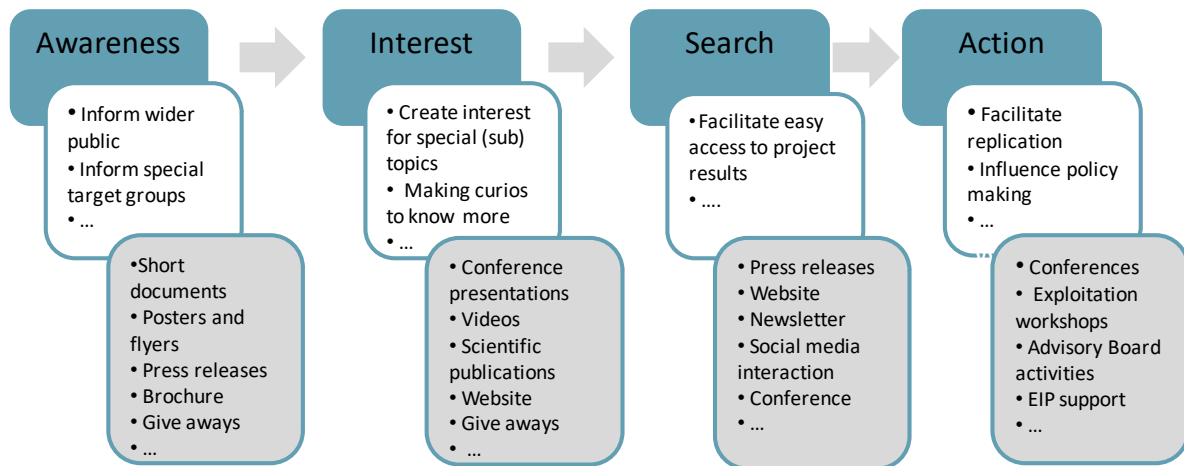 Awareness
• Inform wider
public
• Inform special
target groups
• ...
•Short
documents
• Posters and
flyers
• Press releases
• Brochure
• Give aways
• ...
Interest
• Create interest
for special (sub)
topics
• Making curios
to know more
• ...
• Conference
presentations
• Videos
• Scientific
publications
• Website
• Give aways
• ...
Search
•Facilitate easy
access to project
results
• ....
• Press releases
• Website
• Newsletter
• Social media
interaction
• Conference
• ...
Action
• Facilitate
replication
• Influence policy
making
• ...
• Conferences
• Exploitation
workshops
• Advisory Board
activities
• EIP support
• ...